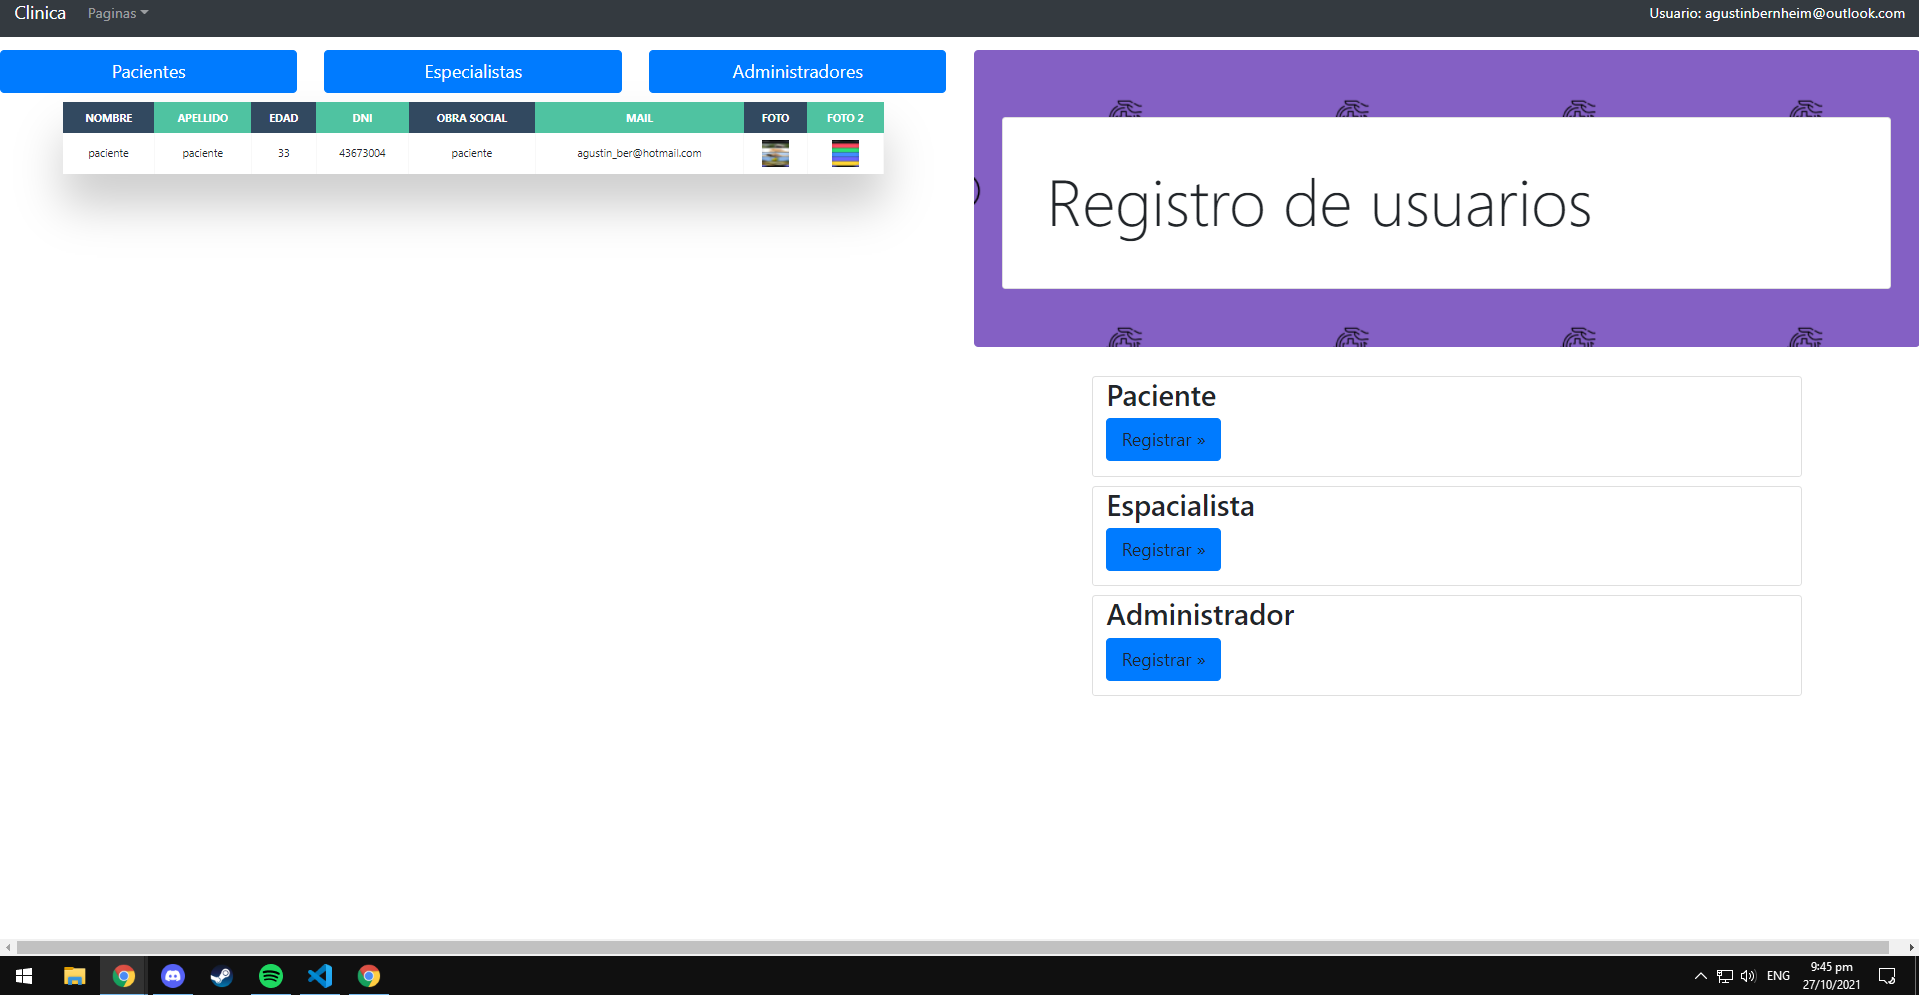 Clinica Paginas Usuario: agustinbernheim@outlook.com
Pacientes Especialistas Administradores
NOMBRE APELLIDO EDAD DNI OBRA SOCIAL MAIL FOTO FOTO 2
paciente paciente 33 43673004 paciente agustin_ber@hotmail.com
Registro de usuarios
Paciente
Registrar »
Espacialista
Registrar »
Administrador
Registrar »
ENG 9:45 pm
27/10/2021